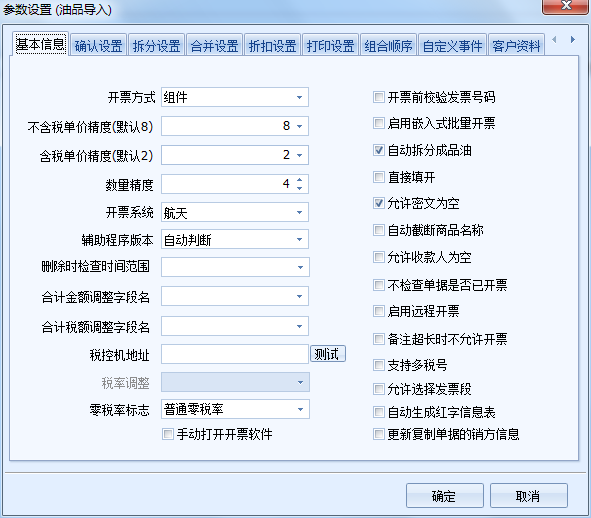 参数设置 (油品导入)
基本信息 确认设置 拆分设置 合并设置 折扣设置 打印设置 组合顺序 自定义事件 客户资料
开票方式 组件
不含税单价精度(默认8) 8
含税单价精度(默认2) 2
数量精度 4
开票系统 航天
辅助程序版本 自动判断
删除时检查时间范围
合计金额调整字段名
合计税额调整字段名
税控机地址 测试
税率调整
零税率标志 普通零税率
手动打开开票软件
开票前校验发票号码
启用嵌入式批量开票
自动拆分成品油
直接填开
允许密文为空
自动截断商品名称
允许收款人为空
不检查单据是否已开票
启用远程开票
备注超长时不允许开票
支持多税号
允许选择发票段
自动生成红字信息表
更新复制单据的销方信息
确定 取消